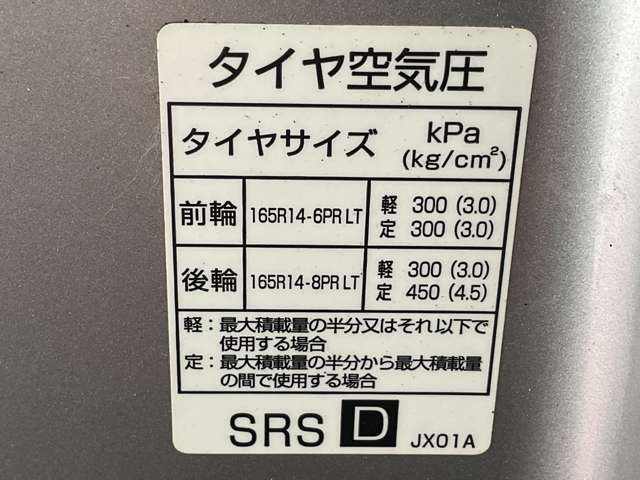 タイヤ空気圧
タイヤサイズ kPa
(kg/cm²)
前輪 165R14-6PR LT 軽 300 (3.0)
定 300 (3.0)
後輪 165R14-8PR LT 軽 300 (3.0)
定 450 (4.5)
軽：最大積載量の半分又はそれ以下で
使用する場合
定：最大積載量の半分から最大積載量
の間で使用する場合
SRS D JX01A